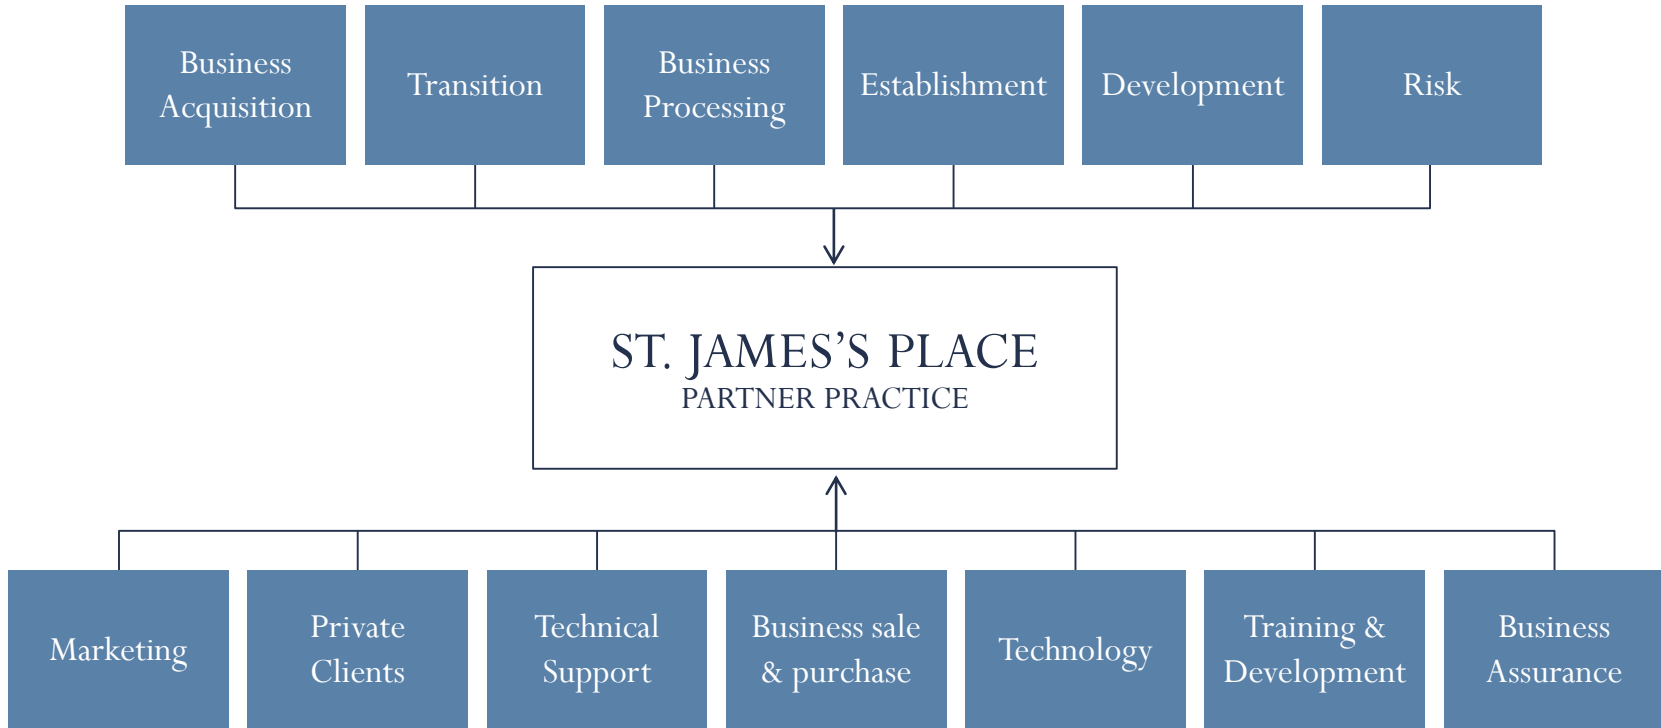 Business
Acquisition
Transition
Business
Processing
Establishment
Development
Risk
ST. JAMES’S PLACE
PARTNER PRACTICE
Marketing
Private
Clients
Technical
Support
Business sale
& purchase
Technology
Training &
Development
Business
Assurance